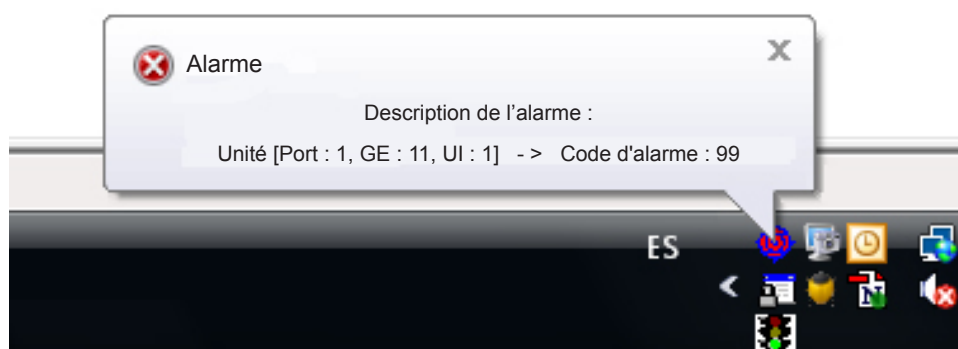 Alarme
Description de l’alarme :
Unité [Port : 1, GE : 11, UI : 1]  - >  Code d'alarme : 99
ES